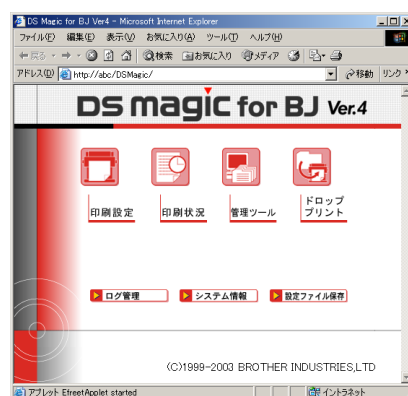 DS Magic for BJ Ver4 - Microsoft Internet Explorer
ファイル(F) 編集(E) 表示(V) お気に入り(A) ツール(T) ヘルプ(H)
戻る 検索 お気に入り メディア
アドレス(D) http://abc/DSMagic/ 移動 リンク
DS magic for BJ Ver.4
印刷設定 印刷状況 管理ツール ドロップ
プリント
ログ管理 システム情報 設定ファイル保存
(C)1999-2003 BROTHER INDUSTRIES,LTD
アプレット EfreetApplet started イントラネット